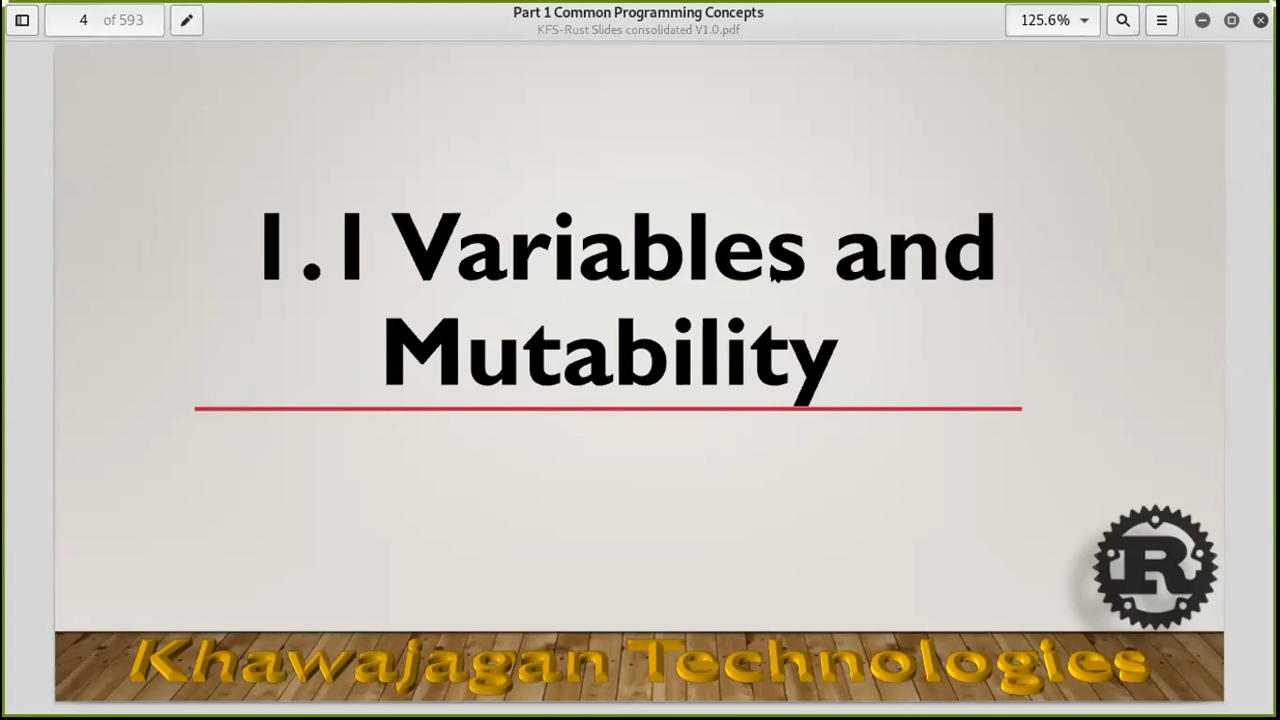 4 of 593
Part 1 Common Programming Concepts
KFS-Rust Slides consolidated V1.0.pdf
125.6%
1.1 Variables and
Mutability
R
Khawajagan Technologies